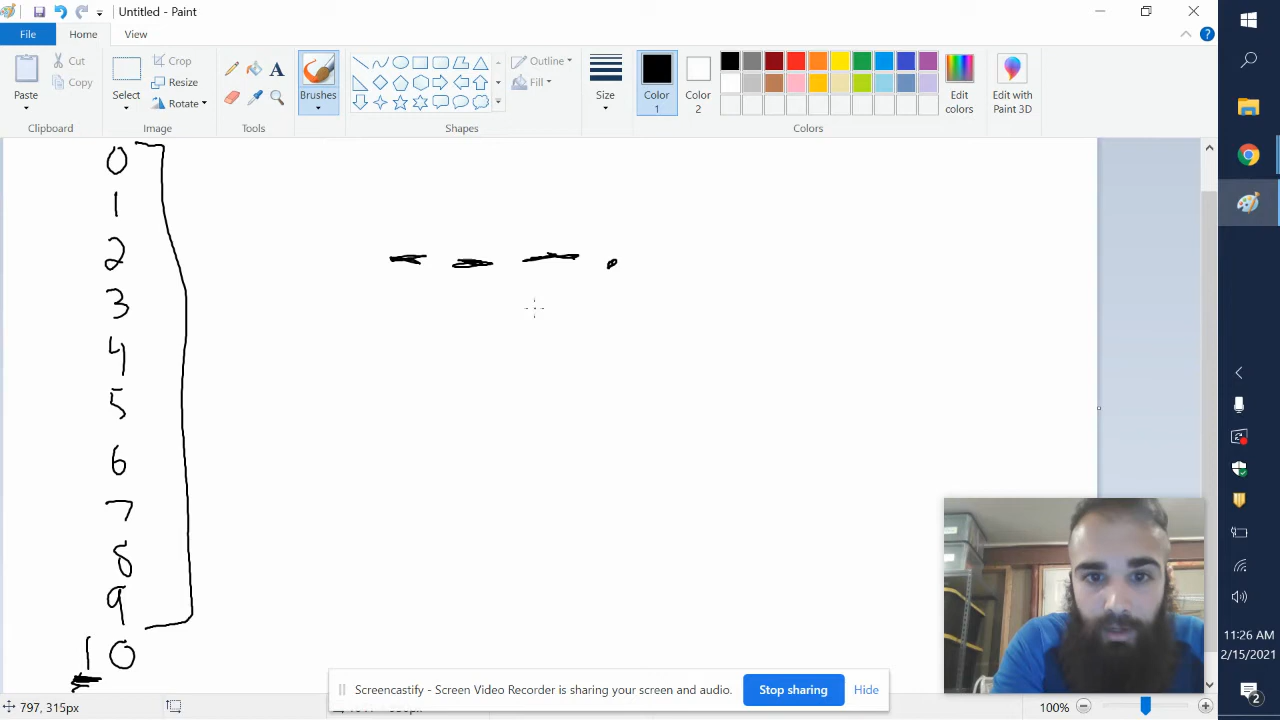 Untitled - Paint
File Home View
Paste
Cut
Copy
Clipboard
Select
Crop
Resize
Rotate
Image
A
Tools
Brushes
Outline
Fill
Shapes
Size
Color 1
Color 2
Edit colors
Edit with Paint 3D
Colors
0
1
2
3
4
5
6
7
8
9
10
Screencastify - Screen Video Recorder is sharing your screen and audio. Stop sharing Hide
797, 315px
100%
11:26 AM
2/15/2021
2